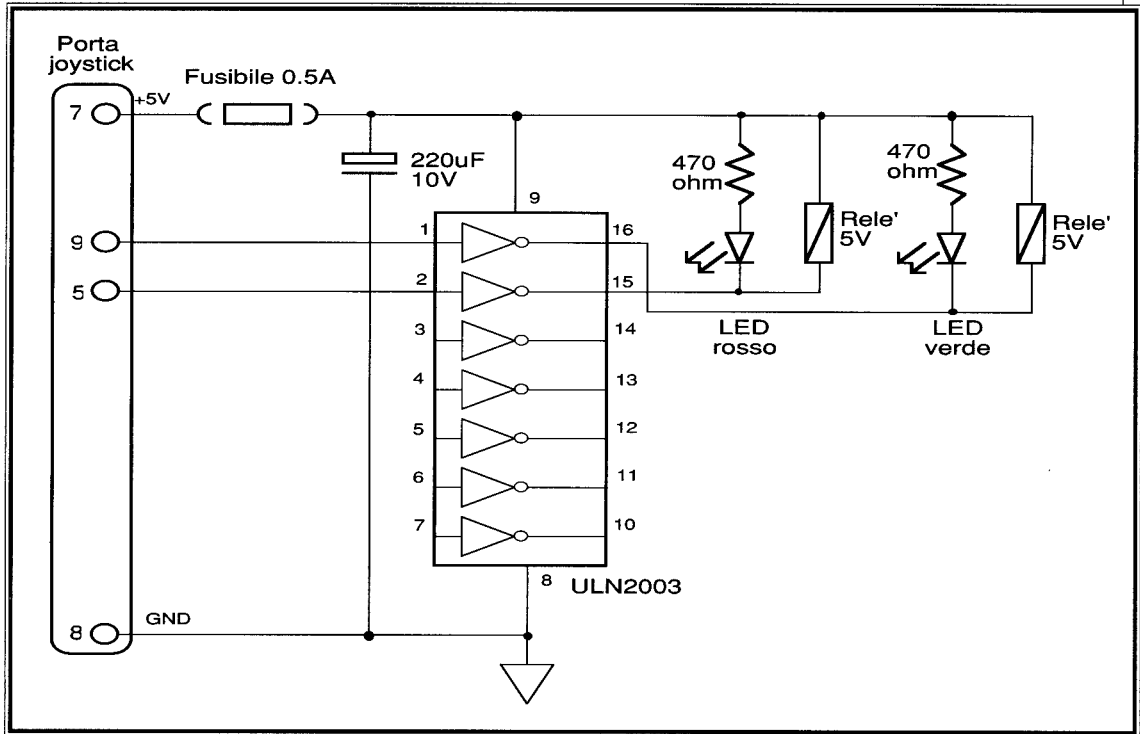 Porta
joystick
Fusibile 0.5A
7
+5V
220uF
10V
470
ohm
470
ohm
9
Rele'
5V
Rele'
5V
9
1
16
5
2
15
3
14
LED
rosso
LED
verde
4
13
5
12
6
11
7
10
8
ULN2003
8
GND